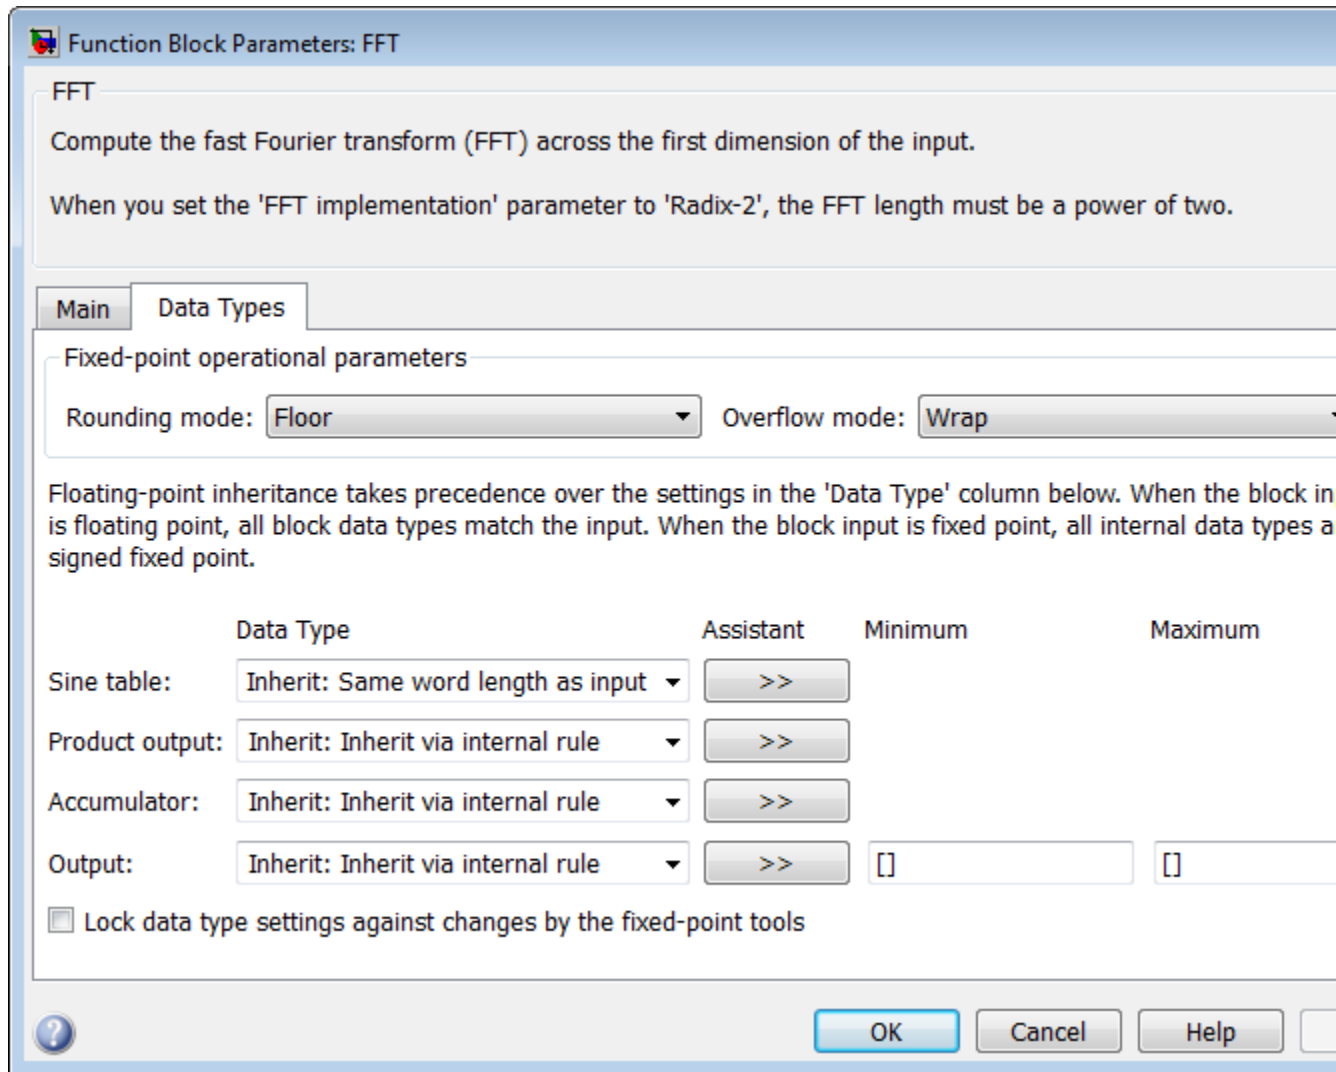 Function Block Parameters: FFT
FFT
Compute the fast Fourier transform (FFT) across the first dimension of the input.
When you set the 'FFT implementation' parameter to 'Radix-2', the FFT length must be a power of two.
Main Data Types
Fixed-point operational parameters
Rounding mode: Floor Overflow mode: Wrap
Floating-point inheritance takes precedence over the settings in the 'Data Type' column below. When the block in
is floating point, all block data types match the input. When the block input is fixed point, all internal data types a
signed fixed point.
Data Type Assistant Minimum Maximum
Sine table: Inherit: Same word length as input >>
Product output: Inherit: Inherit via internal rule >>
Accumulator: Inherit: Inherit via internal rule >>
Output: Inherit: Inherit via internal rule >> [] []
Lock data type settings against changes by the fixed-point tools
? OK Cancel Help